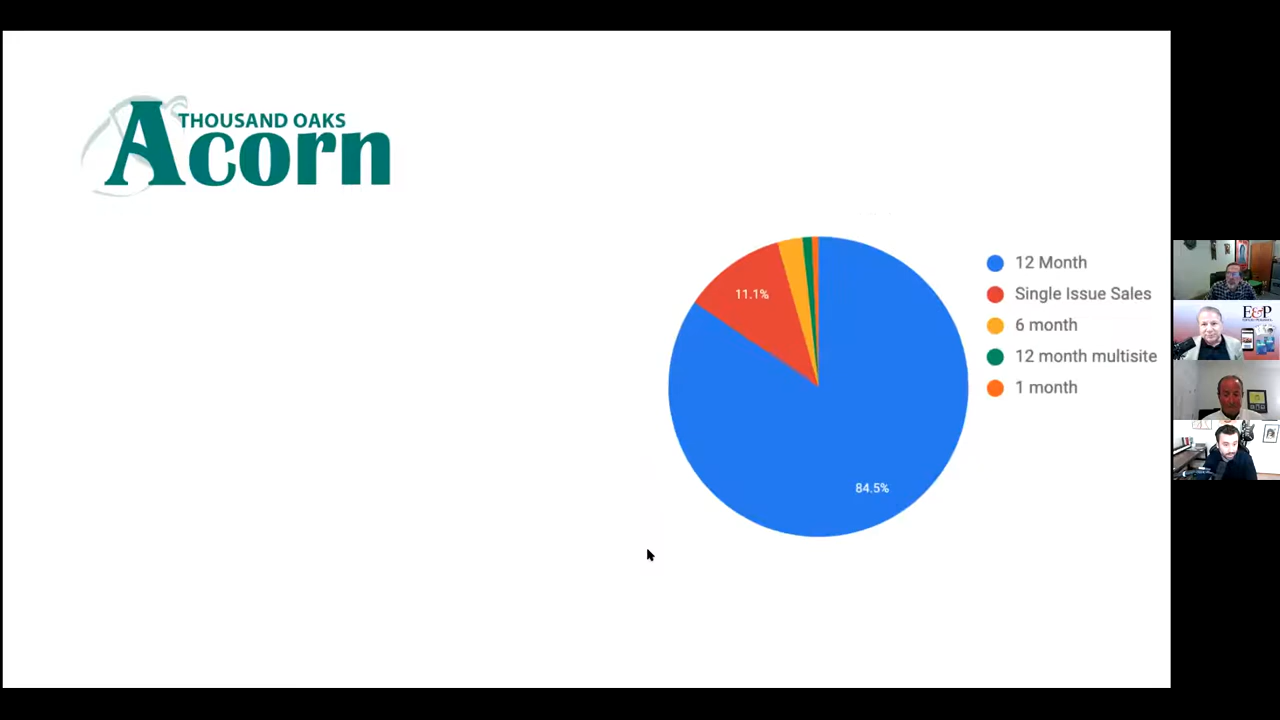 THOUSAND OAKS
Acorn
12 Month
Single Issue Sales
6 month
12 month multisite
1 month
11.1%
84.5%
E&P